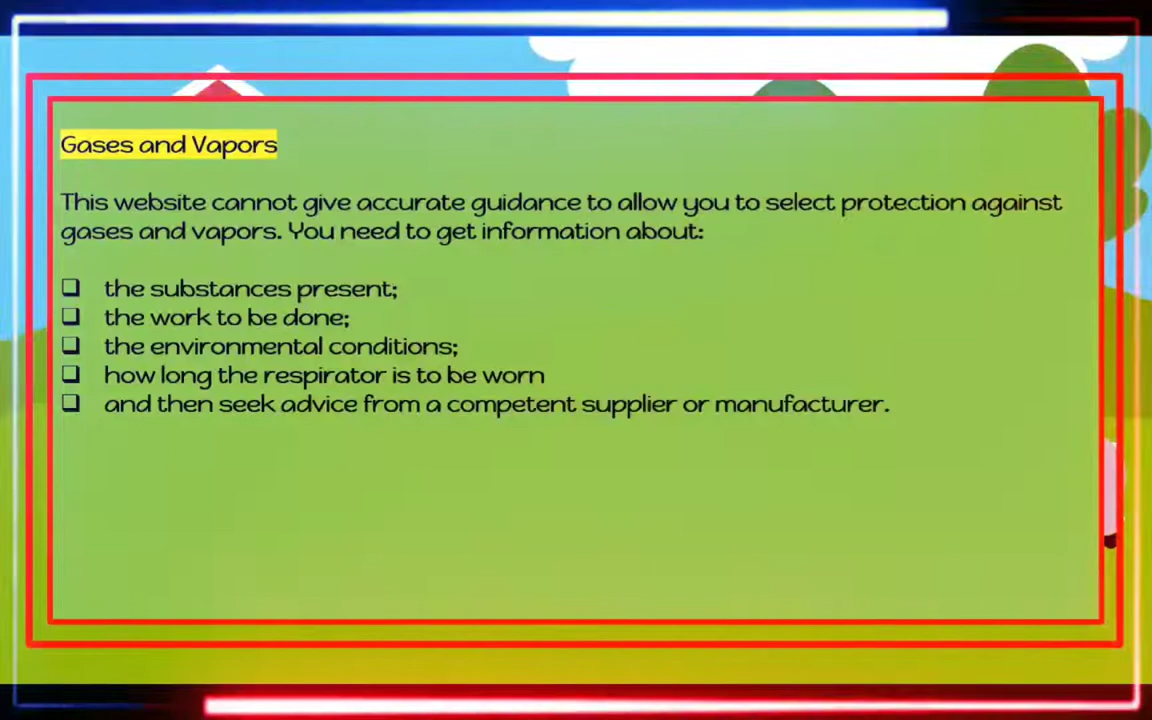 Gases and Vapors
This website cannot give accurate guidance to allow you to select protection against
gases and vapors. You need to get information about:
❑ the substances present;
❑ the work to be done;
❑ the environmental conditions;
❑ how long the respirator is to be worn
❑ and then seek advice from a competent supplier or manufacturer.